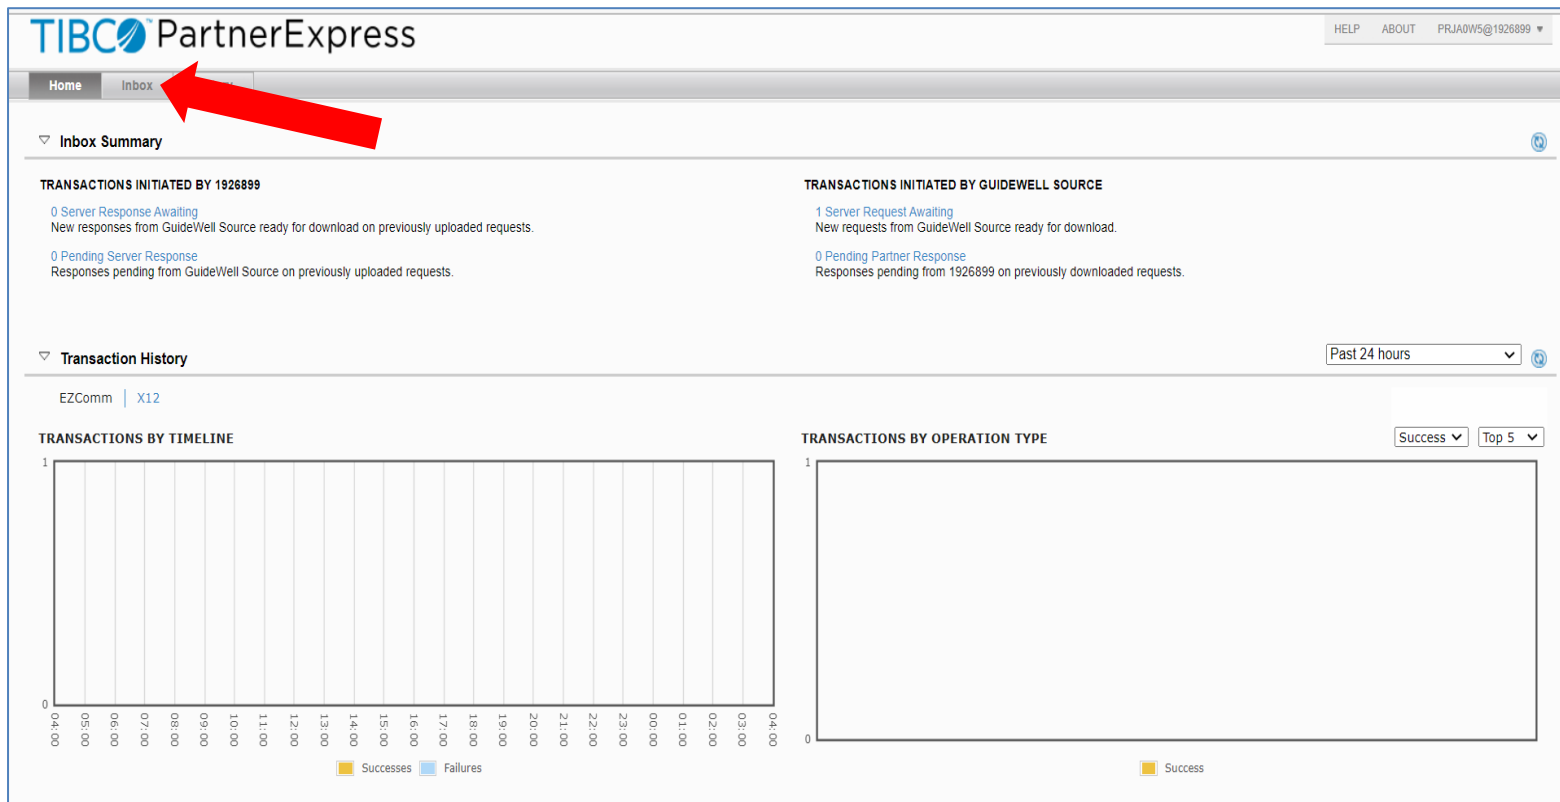 TIBCO PartnerExpress
HELP ABOUT PRJA0W5@1926899
Home Inbox
Inbox Summary
TRANSACTIONS INITIATED BY 1926899
0 Server Response Awaiting
New responses from GuideWell Source ready for download on previously uploaded requests.
0 Pending Server Response
Responses pending from GuideWell Source on previously uploaded requests.
TRANSACTIONS INITIATED BY GUIDEWELL SOURCE
1 Server Request Awaiting
New requests from GuideWell Source ready for download.
0 Pending Partner Response
Responses pending from 1926899 on previously downloaded requests.
Transaction History
Past 24 hours
EZComm | X12
TRANSACTIONS BY TIMELINE
1
0
04:00 05:00 06:00 07:00 08:00 09:00 10:00 11:00 12:00 13:00 14:00 15:00 16:00 17:00 18:00 19:00 20:00 21:00 22:00 23:00 00:00 01:00 02:00 03:00 04:00
Successes Failures
TRANSACTIONS BY OPERATION TYPE
Success Top 5
1
0
Success